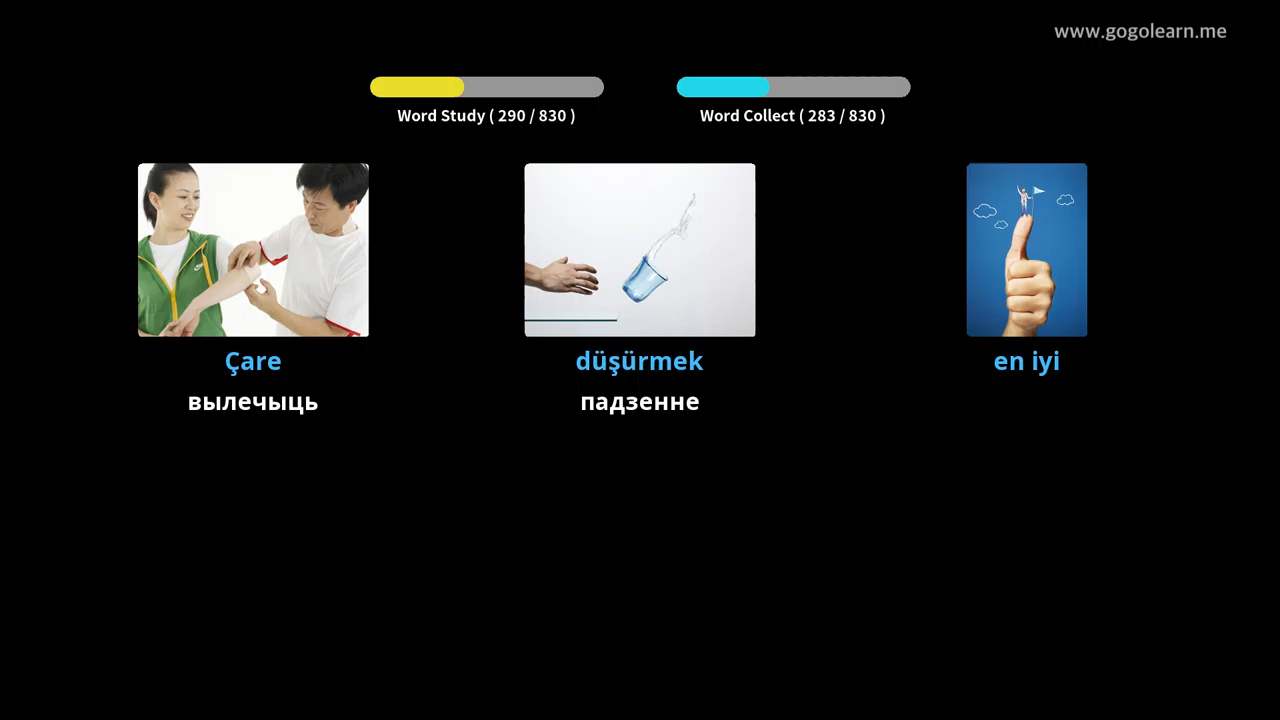 www.gogolearn.me
Word Study ( 290 / 830 )
Word Collect ( 283 / 830 )
Çare
düşürmek
en iyi
вылечыць
падзенне